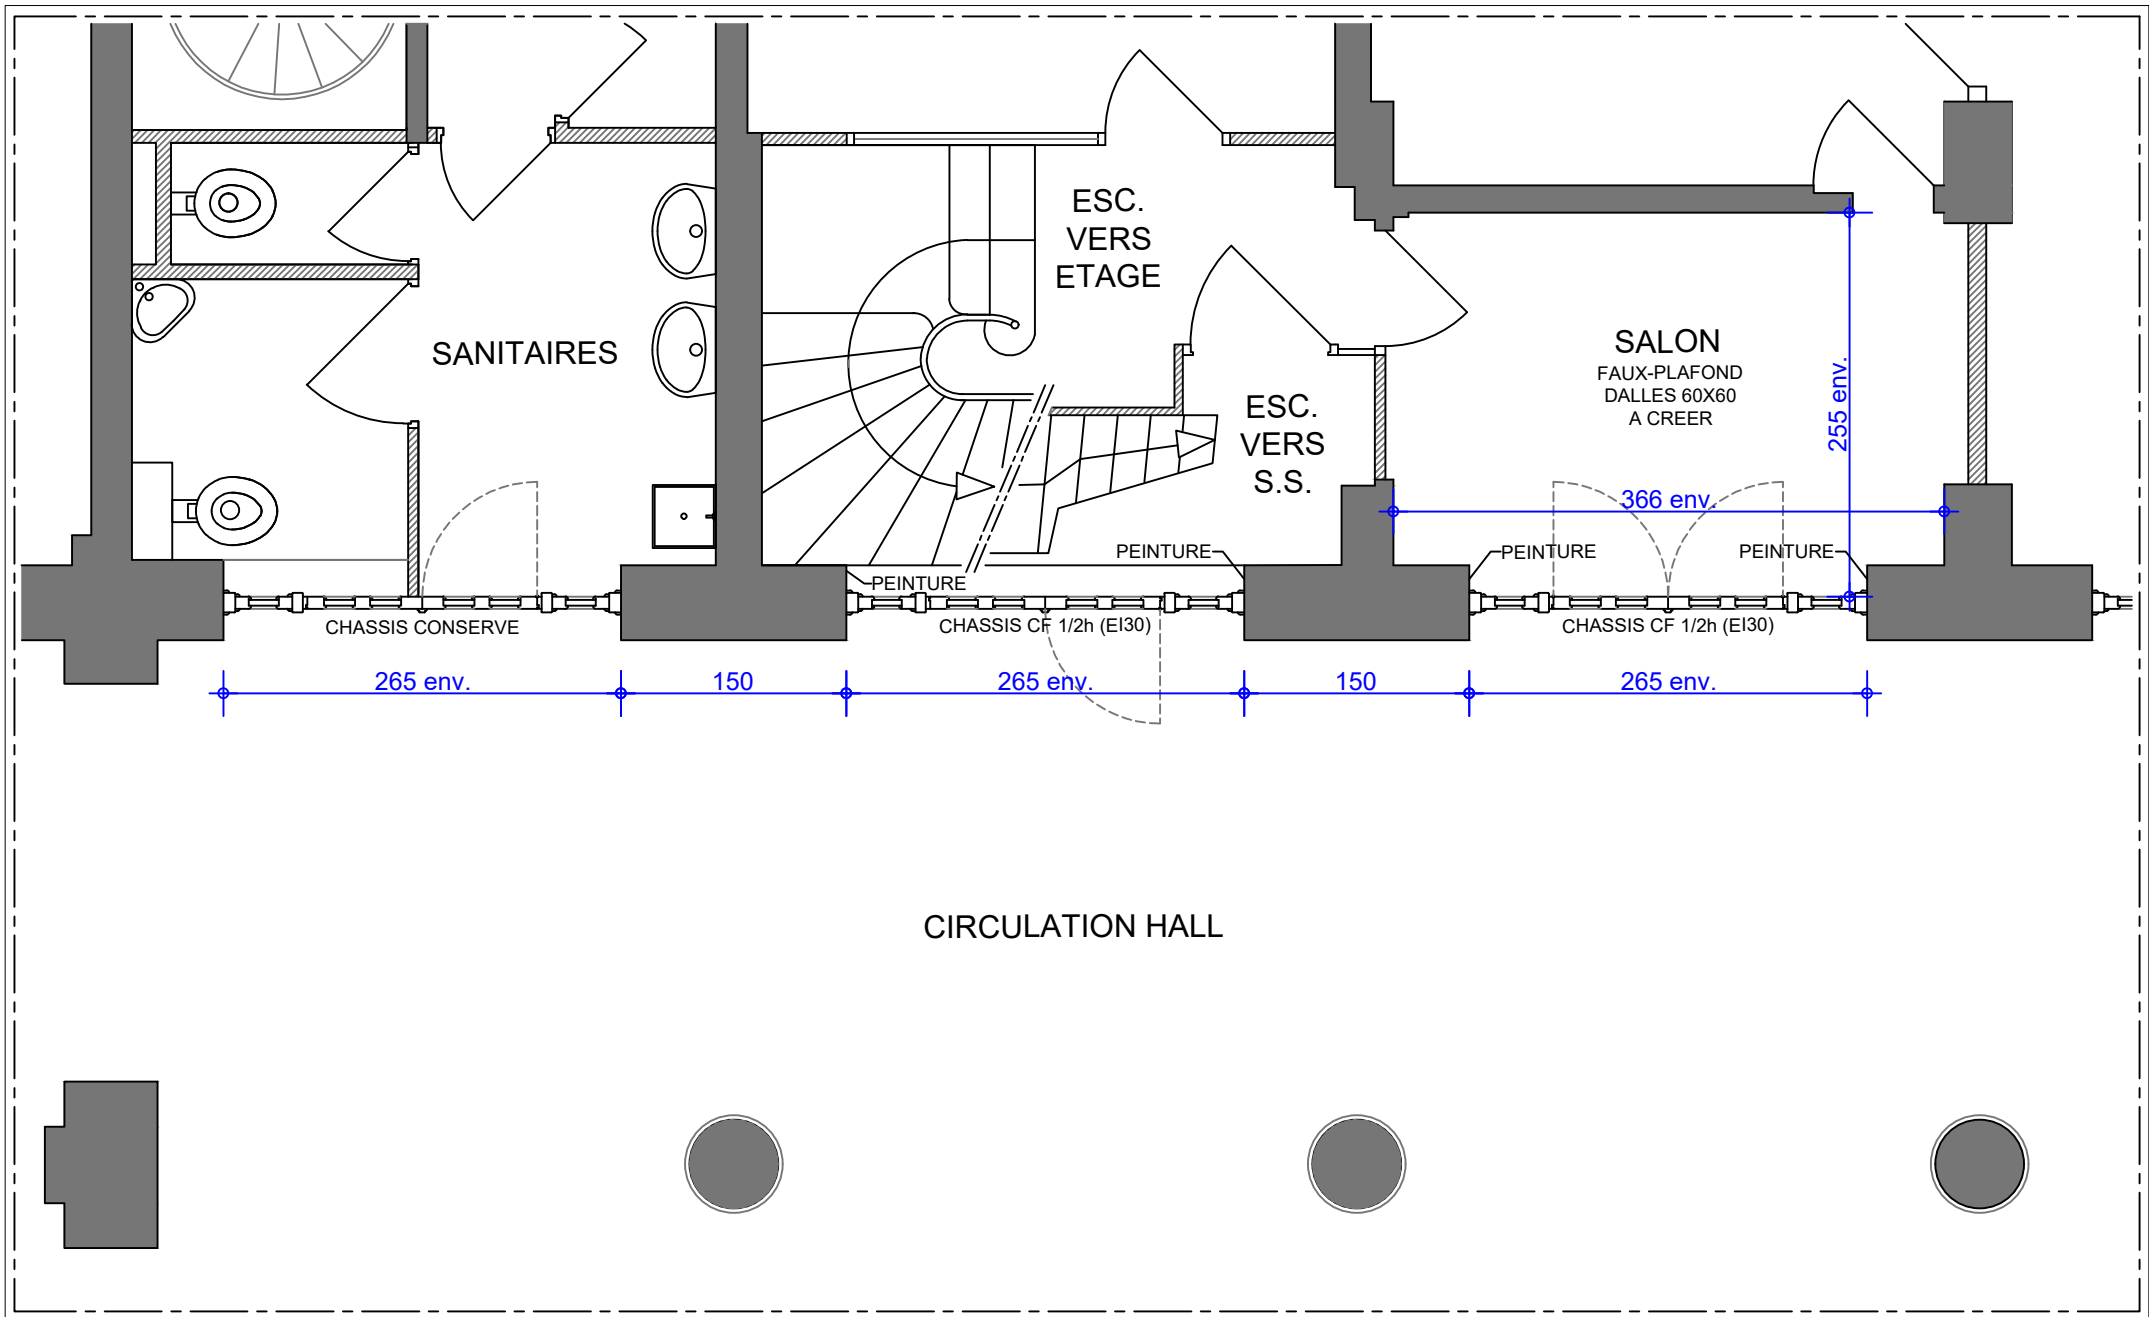 ESC.
VERS
ETAGE
SANITAIRES
SALON
FAUX-PLAFOND
DALLES 60X60
A CREER
255 env.
ESC.
VERS
S.S.
366 env.
PEINTURE
PEINTURE
PEINTURE
PEINTURE
CHASSIS CONSERVE
CHASSIS CF 1/2h (EI30)
CHASSIS CF 1/2h (EI30)
265 env.
150
265 env.
150
265 env.
CIRCULATION HALL